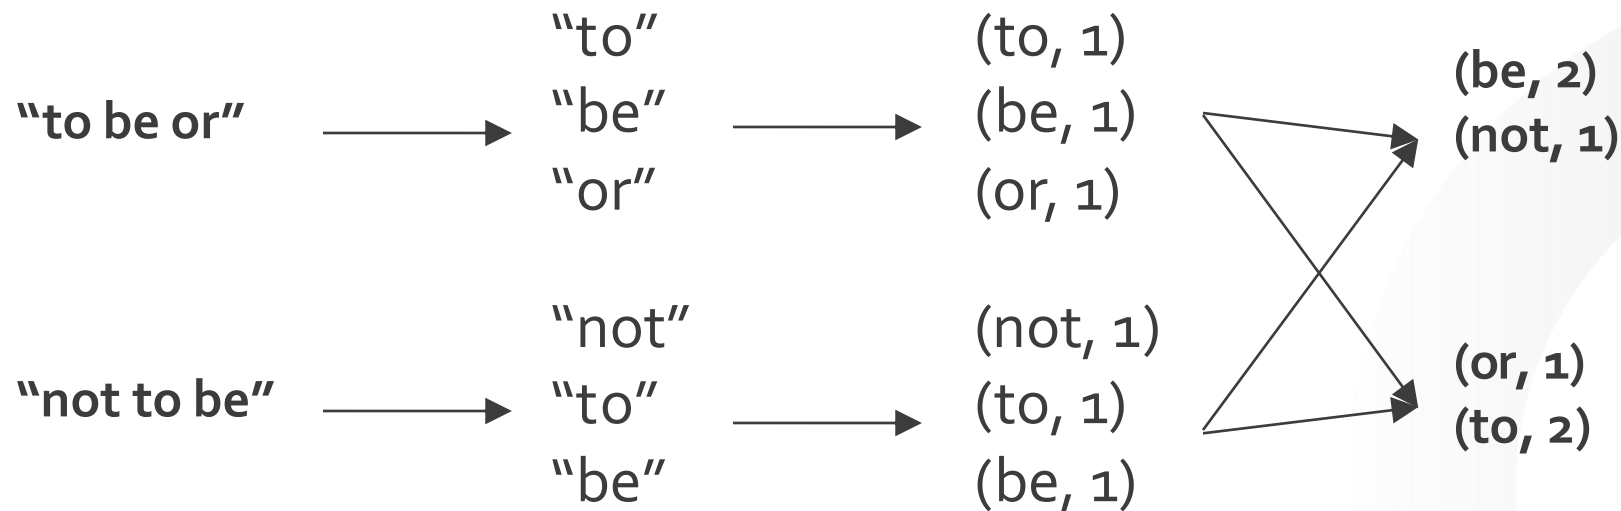 “to be or”
“to”
“be”
“or”
(to, 1)
(be, 1)
(or, 1)
(be, 2)
(not, 1)
“not to be”
“not”
“to”
“be”
(not, 1)
(to, 1)
(be, 1)
(or, 1)
(to, 2)